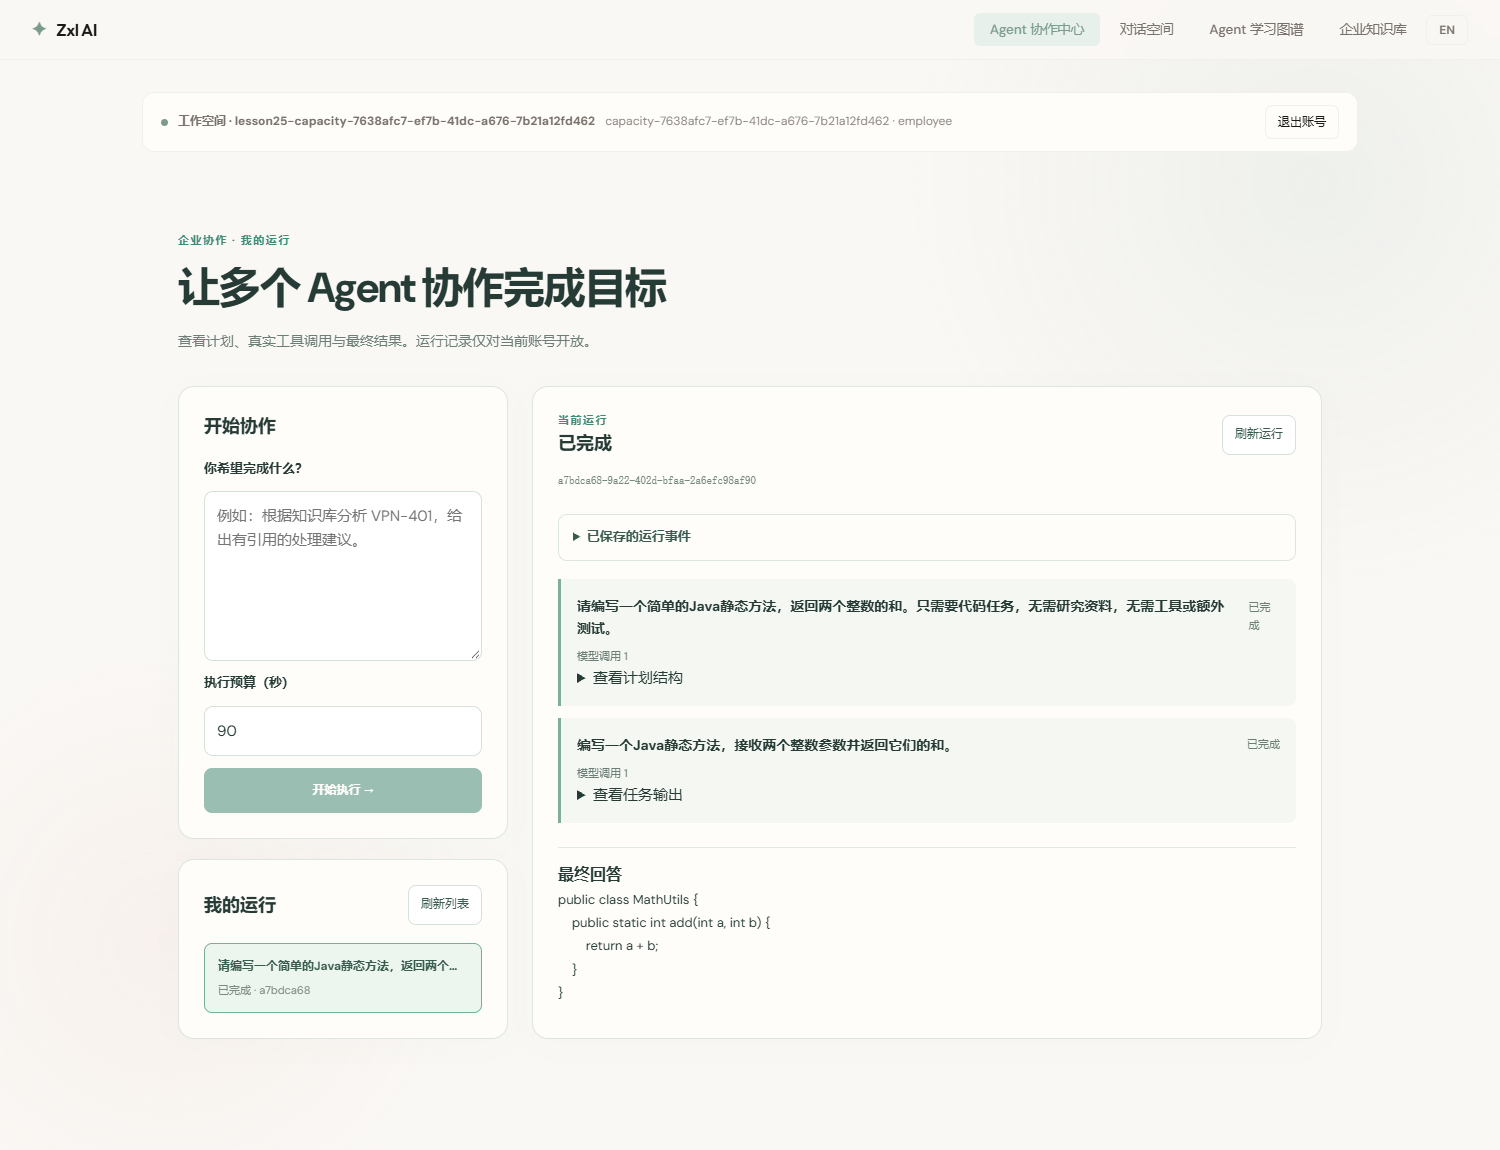 Zxl AI
Agent 协作中心
对话空间
Agent 学习图谱
企业知识库
EN
工作空间 · lesson25-capacity-7638afc7-ef7b-41dc-a676-7b21a12fd462 capacity-7638afc7-ef7b-41dc-a676-7b21a12fd462 · employee
退出账号
企业协作 · 我的运行
让多个 Agent 协作完成目标
查看计划、真实工具调用与最终结果。运行记录仅对当前账号开放。
开始协作
你希望完成什么？
例如：根据知识库分析 VPN-401，给
出有引用的处理建议。
执行预算（秒）
90
开始执行 →
我的运行
刷新列表
请编写一个简单的Java静态方法，返回两个...
已完成 · a7bdca68
当前运行
已完成
刷新运行
a7bdca68-9a22-402d-bfaa-2a6efc98af90
已保存的运行事件
请编写一个简单的Java静态方法，返回两个整数的和。只需要代码任务，无需研究资料，无需工具或额外
测试。
已完
成
模型调用 1
查看计划结构
编写一个Java静态方法，接收两个整数参数并返回它们的和。
已完成
模型调用 1
查看任务输出
最终回答
public class MathUtils {
    public static int add(int a, int b) {
        return a + b;
    }
}